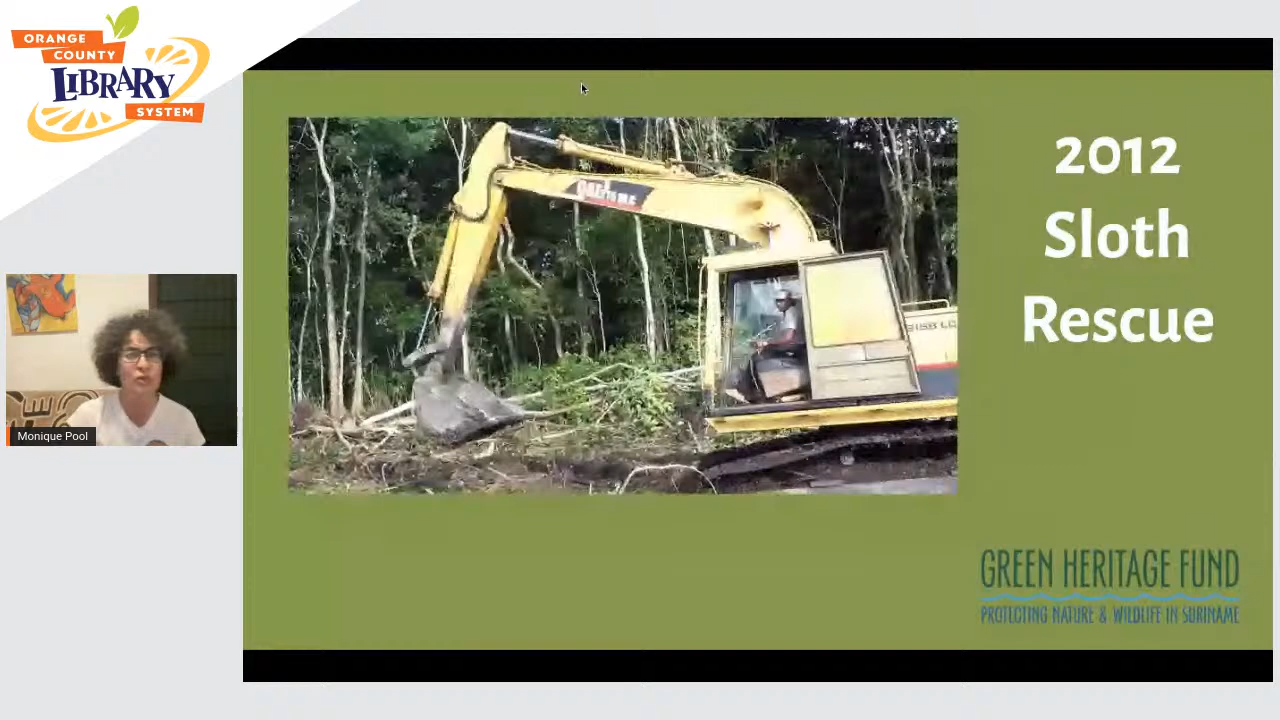 ORANGE
COUNTY
LIBRARY
SYSTEM
2012
Sloth
Rescue
Monique Pool
GREEN HERITAGE FUND
PROTECTING NATURE & WILDLIFE IN SURINAME